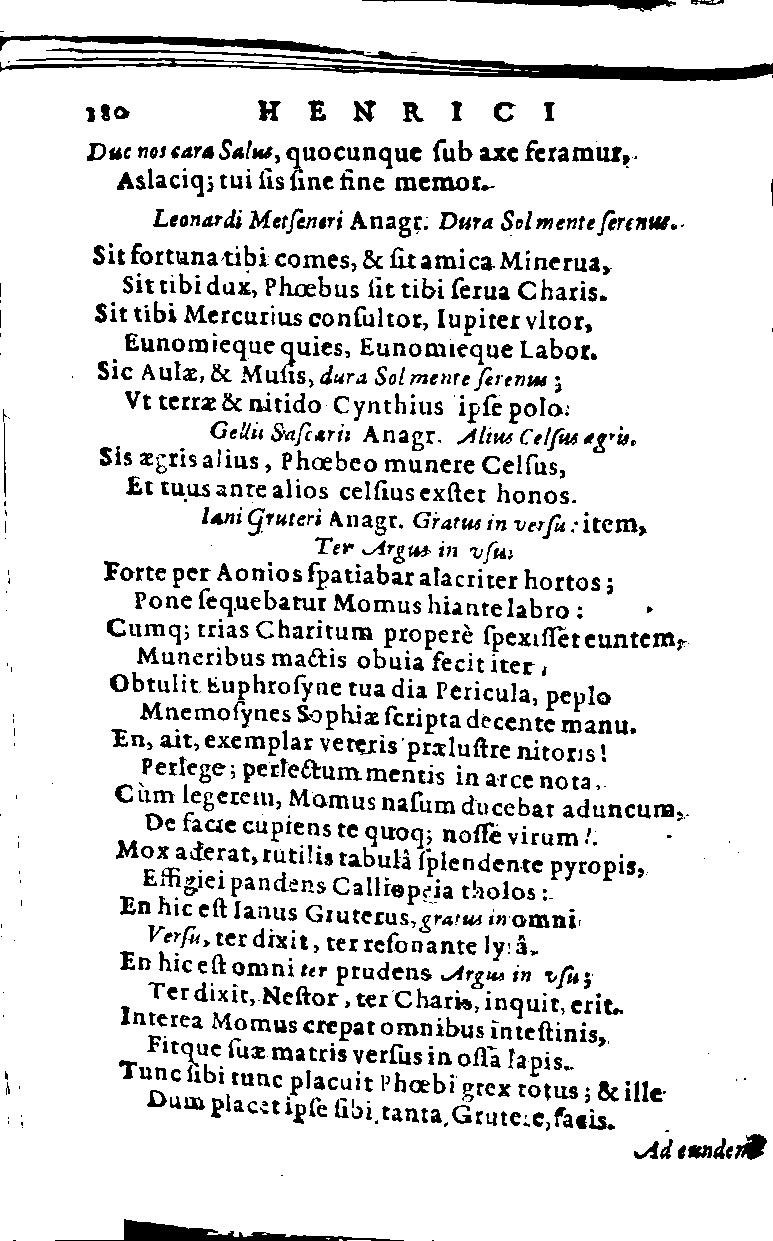 180 HENRICI
Duc nos cara Salus, quocunque ſub axe feramur,
Aslaciq; tui ſis ſine fine memor.
Leonardi Metſeneri Anagr. Dura Sol mente ſerenus.
Sit fortuna tibi comes, & ſit amica Minerua,
Sit tibi dux, Phœbus ſit tibi ſerua Charis.
Sit tibi Mercurius conſultor, Iupiter vltor,
Eunomieque quies, Eunomieque Labor.
Sic Aulæ, & Muſis, dura Sol mente ſerenus;
Vt terræ & nitido Cynthius ipſe polo.
Gellii Saſcarii Anagr. Alius Celſus ægris.
Sis ægris alius, Phœbeo munere Celſus,
Et tuus ante alios celſius exſtet honos.
Iani Gruteri Anagr. Gratus in verſu: item,
Ter Argus in vſu:
Forte per Aonios ſpatiabar alacriter hortos;
Pone ſequebatur Momus hiante labro:
Cumq; trias Charitum properè ſpexiſſet euntem,
Muneribus mactis obuia fecit iter,
Obtulit Euphroſyne tua dia Pericula, peplo
Mnemoſynes Sophiæ ſcripta decente manu.
En, ait, exemplar veteris præluſtre nitoris!
Perlege; perlectum mentis in arce nota.
Cùm legerem, Momus naſum ducebat aduncum,
De facie cupiens te quoq; noſſe virum!
Mox aderat, rutilis tabulâ ſplendente pyropis,
Effigiei pandens Calliopeia tholos:
En hic eſt Ianus Gruterus, gratus in omni
Verſu, ter dixit, ter reſonante lyrâ.
En hic eſt omni ter prudens Argus in vſu;
Ter dixit, Neſtor, ter Charis, inquit, erit.
Interea Momus crepat omnibus inteſtinis,
Fitque ſuæ matris verſus in oſſa lapis.
Tunc ſibi tunc placuit Phœbi grex totus; & ille
Dum placet ipſe ſibi, tanta, Grutere, facis.
Ad eundem